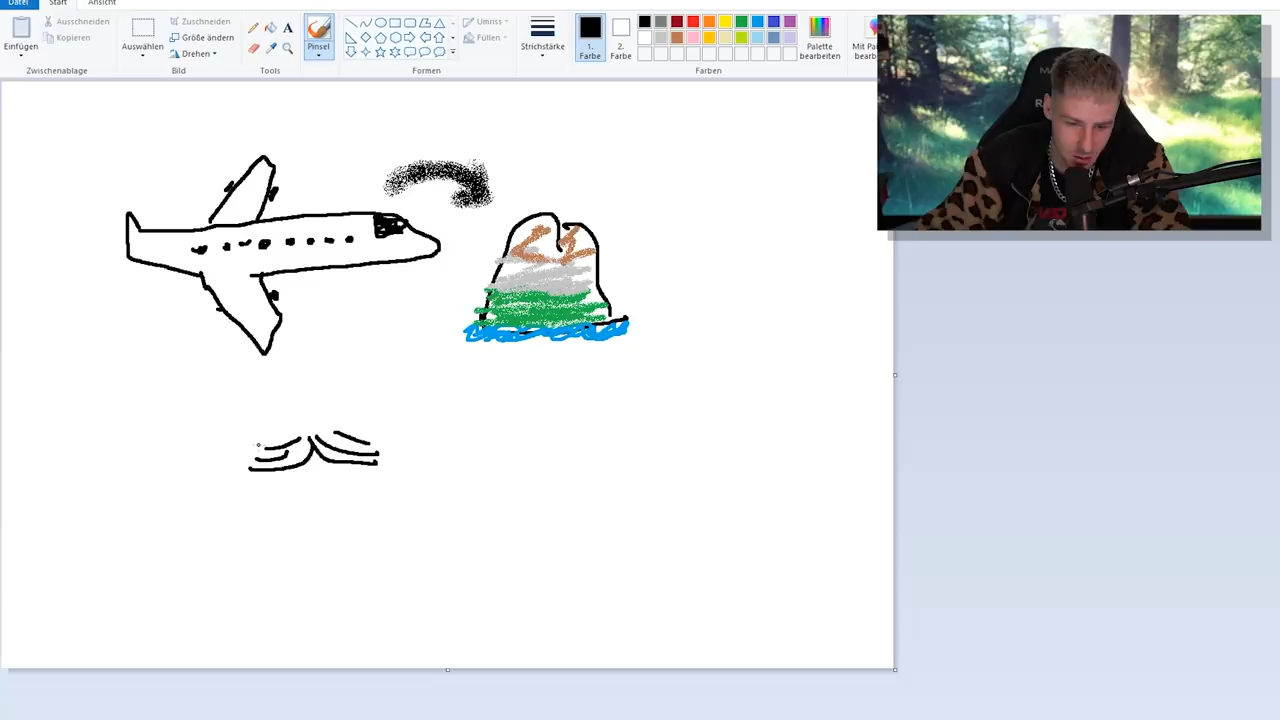 Datei Start Ansicht
Einfügen
Ausschneiden
Kopieren
Zwischenablage
Auswählen
Zuschneiden
Größe ändern
Drehen
Bild
A
Tools
Pinsel
Umriss
Füllen
Formen
Strichstärke
1.
Farbe
2.
Farbe
Palette
bearbeiten
Farben